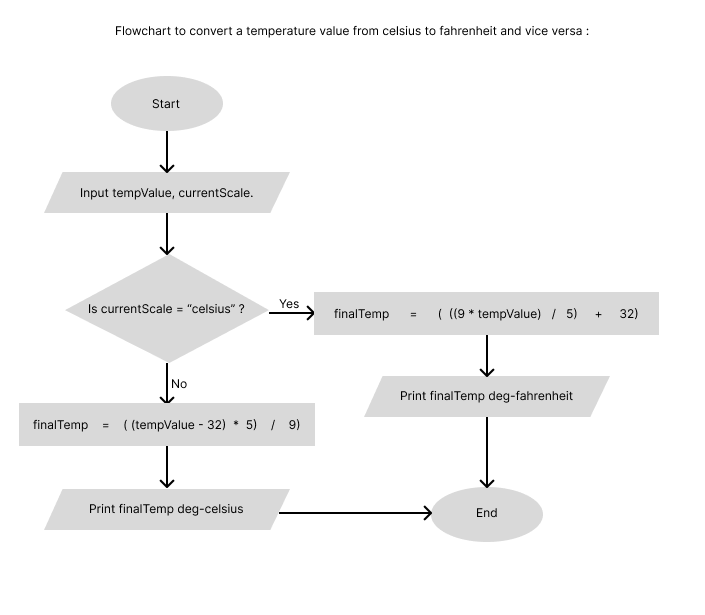 Flowchart to convert a temperature value from celsius to fahrenheit and vice versa :
Start
Input tempValue, currentScale.
Is currentScale = “celsius” ?
Yes
finalTemp = ( ((9 * tempValue) / 5) + 32)
Print finalTemp deg-fahrenheit
No
finalTemp = ( (tempValue - 32) * 5) / 9)
Print finalTemp deg-celsius
End